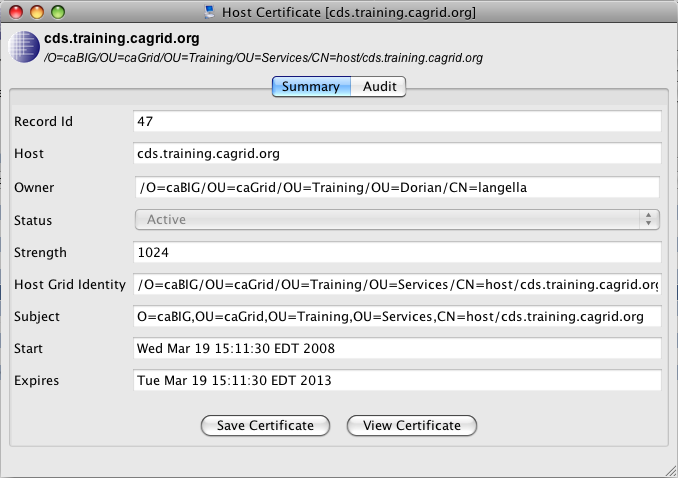 Host Certificate [cds.training.cagrid.org]
cds.training.cagrid.org
/O=caBIG/OU=caGrid/OU=Training/OU=Services/CN=host/cds.training.cagrid.org
Summary Audit
Record Id 47
Host cds.training.cagrid.org
Owner /O=caBIG/OU=caGrid/OU=Training/OU=Dorian/CN=langella
Status Active
Strength 1024
Host Grid Identity /O=caBIG/OU=caGrid/OU=Training/OU=Services/CN=host/cds.training.cagrid.org
Subject O=caBIG,OU=caGrid,OU=Training,OU=Services,CN=host/cds.training.cagrid.org
Start Wed Mar 19 15:11:30 EDT 2008
Expires Tue Mar 19 15:11:30 EDT 2013
Save Certificate View Certificate